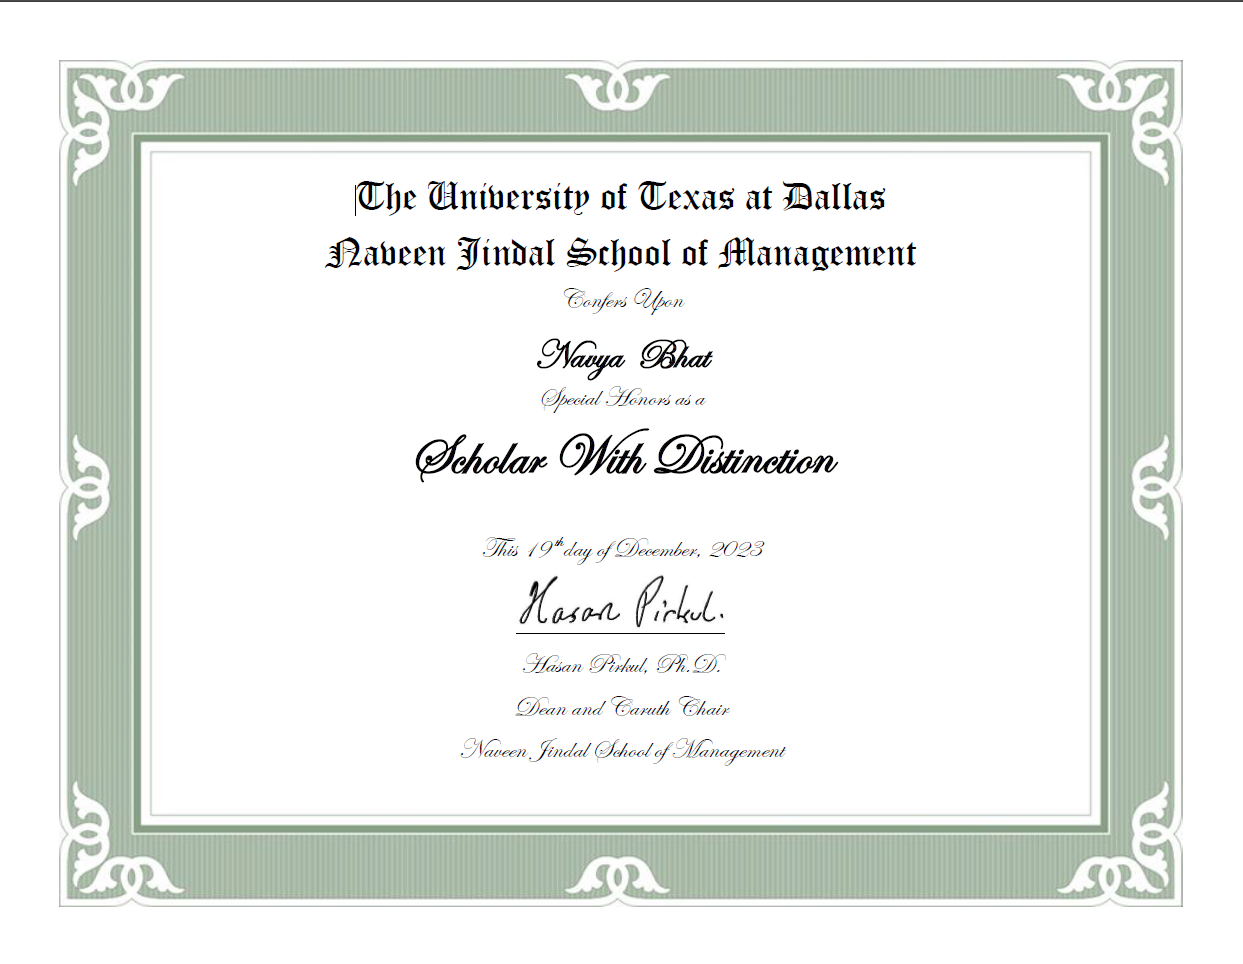 The University of Texas at Dallas
Naveen Jindal School of Management
Confers Upon
Navya Bhat
Special Honors as a
Scholar With Distinction
This 19th day of December, 2023
Hasan Pirkul.
Hasan Pirkul, Ph.D.
Dean and Caruth Chair
Naveen Jindal School of Management